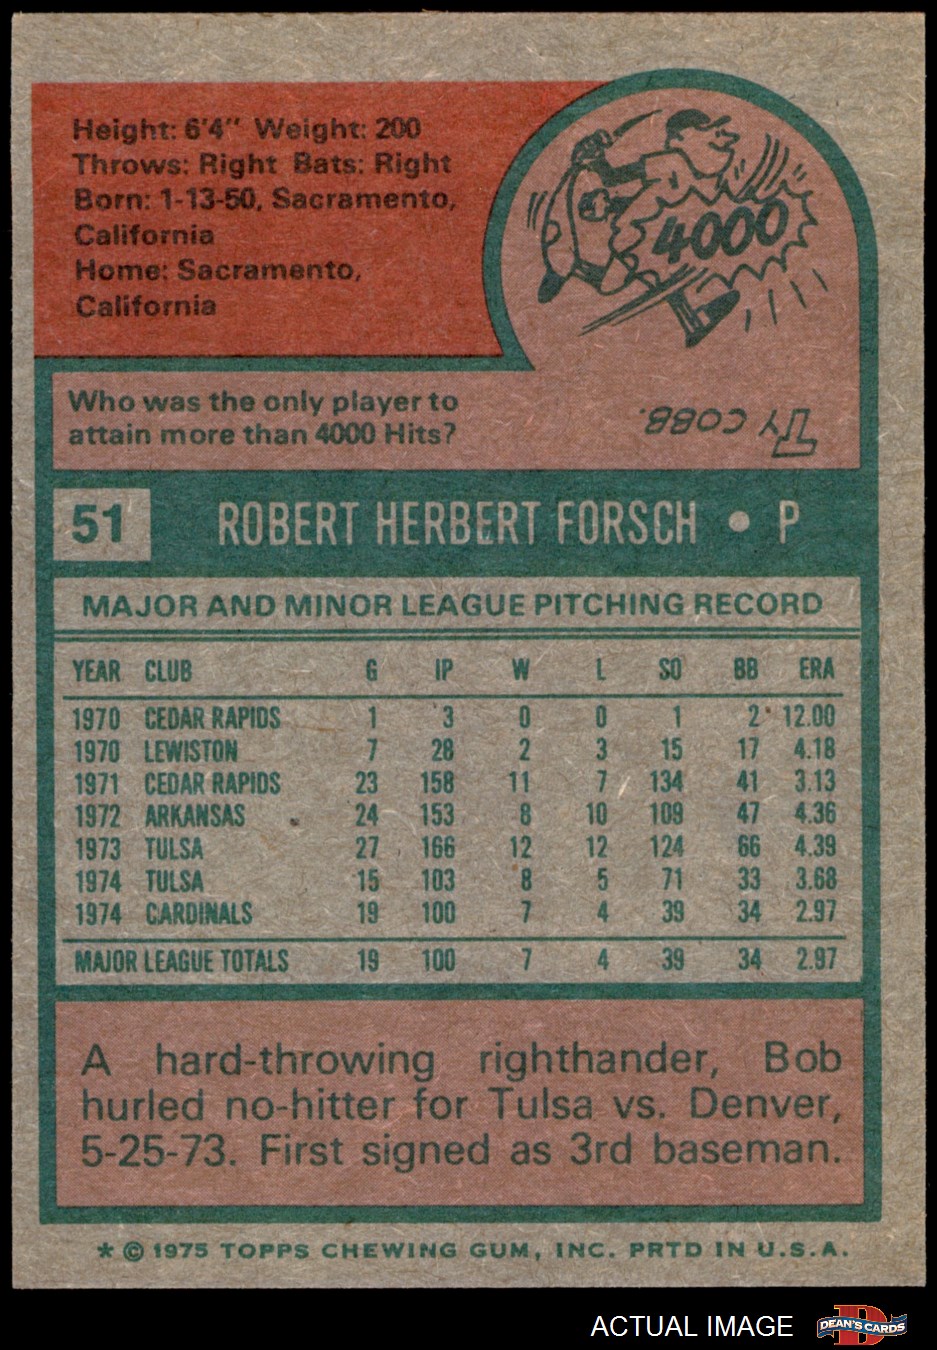 Height: 6'4" Weight: 200
Throws: Right Bats: Right
Born: 1-13-50, Sacramento,
California
Home: Sacramento,
California
4000
Who was the only player to
attain more than 4000 Hits?
TY COBB.
51 ROBERT HERBERT FORSCH • P
MAJOR AND MINOR LEAGUE PITCHING RECORD
YEAR CLUB G IP W L SO BB ERA
1970 CEDAR RAPIDS 1 3 0 0 1 2 12.00
1970 LEWISTON 7 28 2 3 15 17 4.18
1971 CEDAR RAPIDS 23 158 11 7 134 41 3.13
1972 ARKANSAS 24 153 8 10 109 47 4.36
1973 TULSA 27 166 12 12 124 66 4.39
1974 TULSA 15 103 8 5 71 33 3.68
1974 CARDINALS 19 100 7 4 39 34 2.97
MAJOR LEAGUE TOTALS 19 100 7 4 39 34 2.97
A hard-throwing righthander, Bob
hurled no-hitter for Tulsa vs. Denver,
5-25-73. First signed as 3rd baseman.
* © 1975 TOPPS CHEWING GUM, INC. PRTD IN U.S.A.
ACTUAL IMAGE
D
DEAN'S CARDS